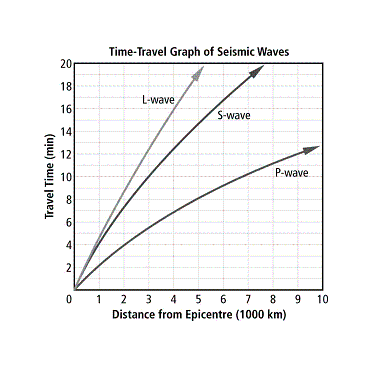 Time-Travel Graph of Seismic Waves
20
18
16
14
12
10
8
6
4
2
0
Travel Time (min)
L-wave
S-wave
P-wave
1 2 3 4 5 6 7 8 9 10
Distance from Epicentre (1000 km)